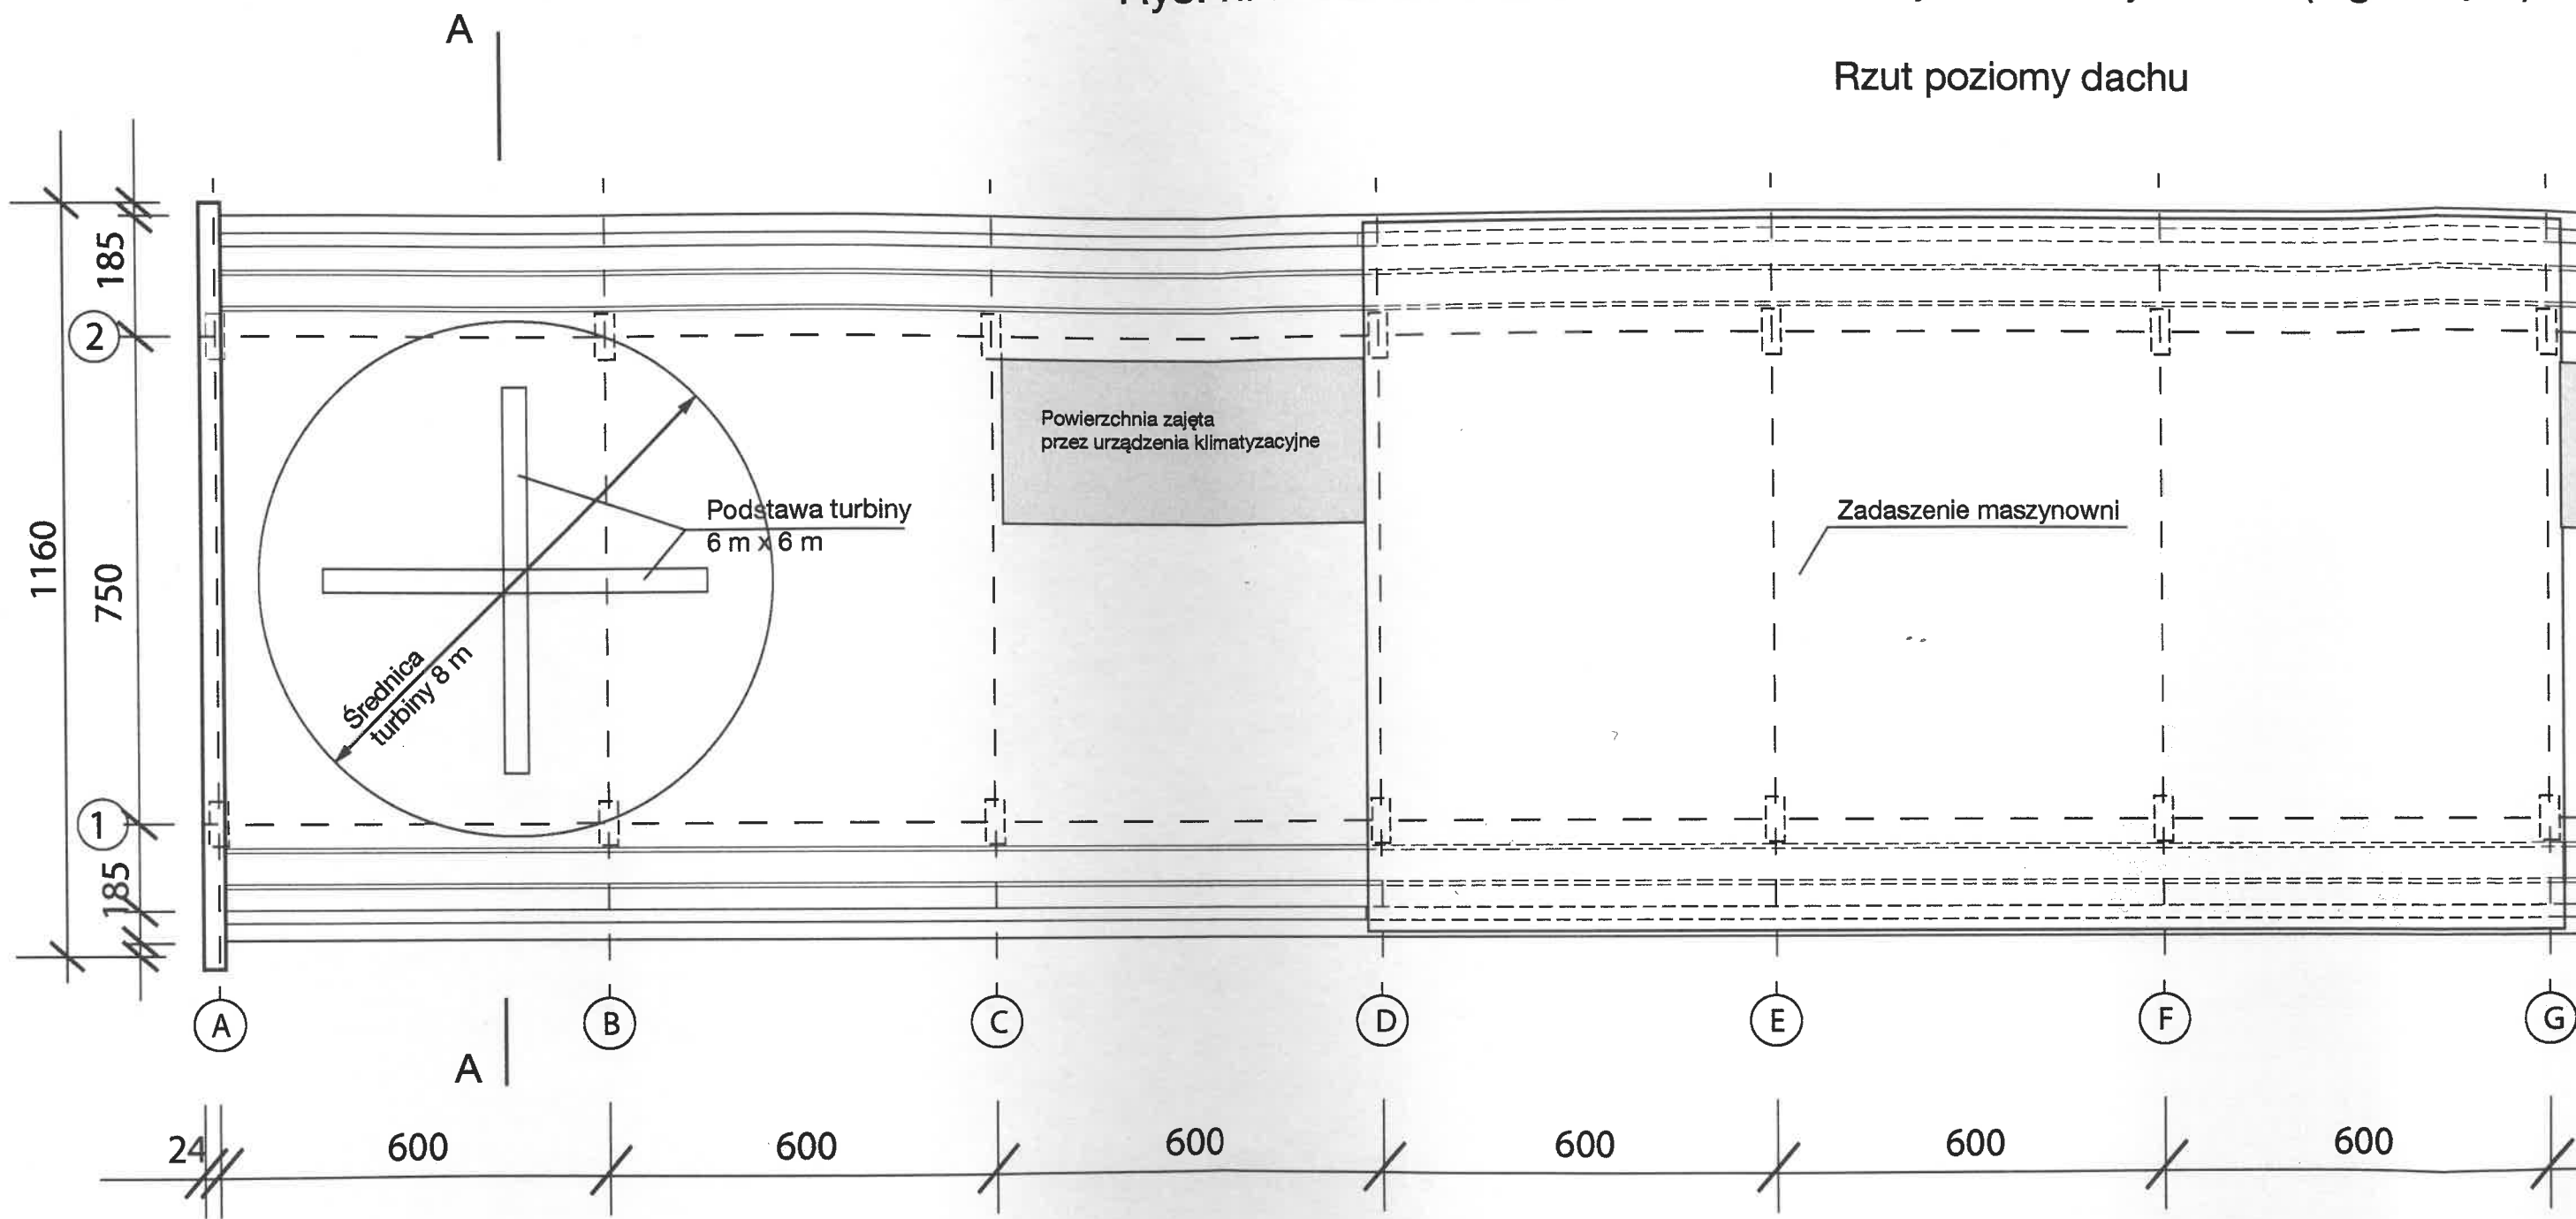 A
Rzut poziomy dachu
185
2
1160
750
1
185
Powierzchnia zajęta
przez urządzenia klimatyzacyjne
Podstawa turbiny
6 m x 6 m
Zadaszenie maszynowni
Średnica
turbiny 8 m
A
B
C
D
E
F
G
A
24
600
600
600
600
600
600